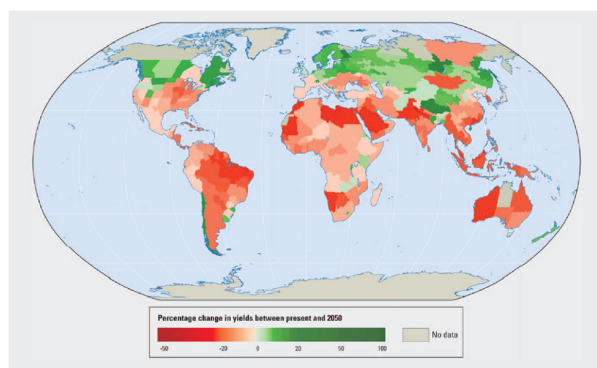 Percentage change in yields between present and 2050
No data
-50 -20 0 20 50 100